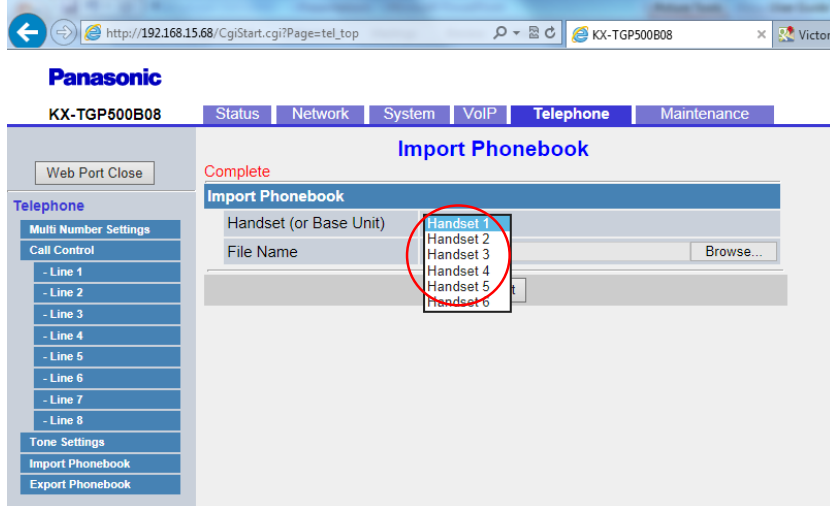 http://192.168.15.68/CgiStart.cgi?Page=tel_top
KX-TGP500B08
Victor
Panasonic
KX-TGP500B08
Status Network System VoIP Telephone Maintenance
Web Port Close
Import Phonebook
Complete
Telephone
Import Phonebook
Multi Number Settings
Call Control
- Line 1
- Line 2
- Line 3
- Line 4
- Line 5
- Line 6
- Line 7
- Line 8
Tone Settings
Import Phonebook
Export Phonebook
Handset (or Base Unit)
Handset 1
Handset 2
Handset 3
Handset 4
Handset 5
Handset 6
File Name
Browse...